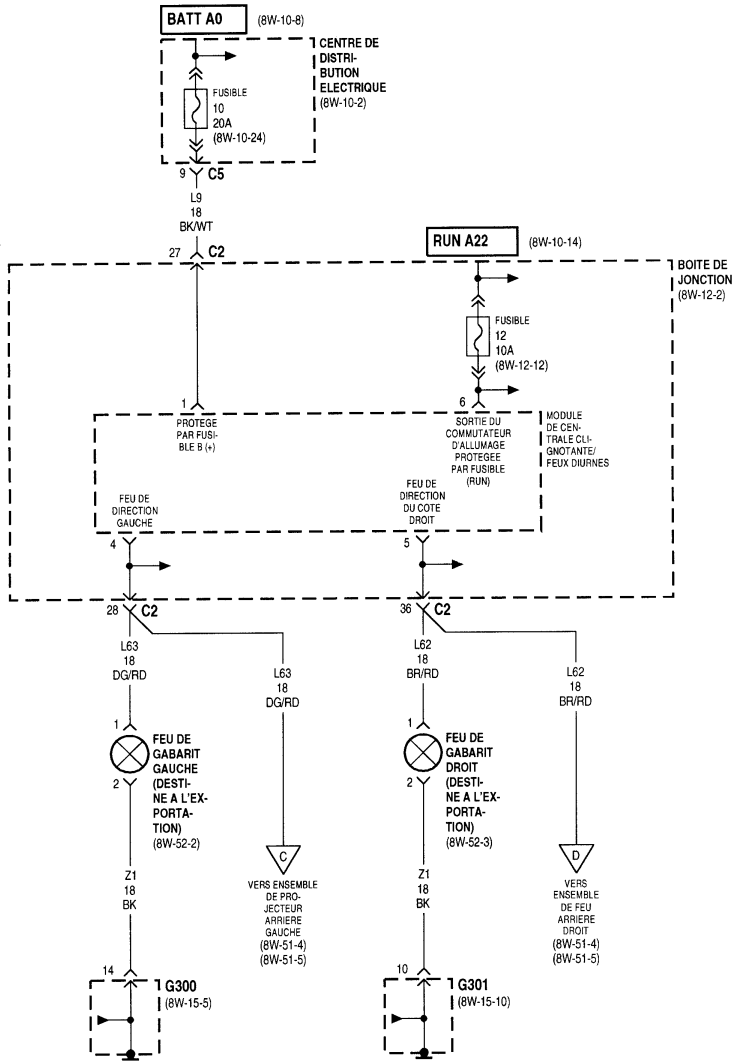 BATT A0
(8W-10-8)
CENTRE DE
DISTRI-
BUTION
ELECTRIQUE
(8W-10-2)
FUSIBLE
10
20A
(8W-10-24)
9
C5
L9
18
BK/WT
27
C2
RUN A22
(8W-10-14)
BOITE DE
JONCTION
(8W-12-2)
FUSIBLE
12
10A
(8W-12-12)
1
6
PROTEGE
PAR FUSI-
BLE B (+)
SORTIE DU
COMMUTATEUR
D'ALLUMAGE
PROTEGEE
PAR FUSIBLE
(RUN)
MODULE
DE CEN-
TRALE CLI-
GNOTANTE/
FEUX DIURNES
FEU DE
DIRECTION
GAUCHE
FEU DE
DIRECTION
DU COTE
DROIT
4
5
28
C2
36
C2
L63
18
DG/RD
L63
18
DG/RD
L62
18
BR/RD
L62
18
BR/RD
1
FEU DE
GABARIT
GAUCHE
(DESTI-
NE A L'EX-
PORTA-
TION)
(8W-52-2)
2
1
FEU DE
GABARIT
DROIT
(DESTI-
NE A L'EX-
PORTA-
TION)
(8W-52-3)
2
C
VERS ENSEMBLE
DE PRO-
JECTEUR
ARRIERE
GAUCHE
(8W-51-4)
(8W-51-5)
D
VERS
ENSEMBLE
DE FEU
ARRIERE
DROIT
(8W-51-4)
(8W-51-5)
Z1
18
BK
Z1
18
BK
14
G300
(8W-15-5)
10
G301
(8W-15-10)